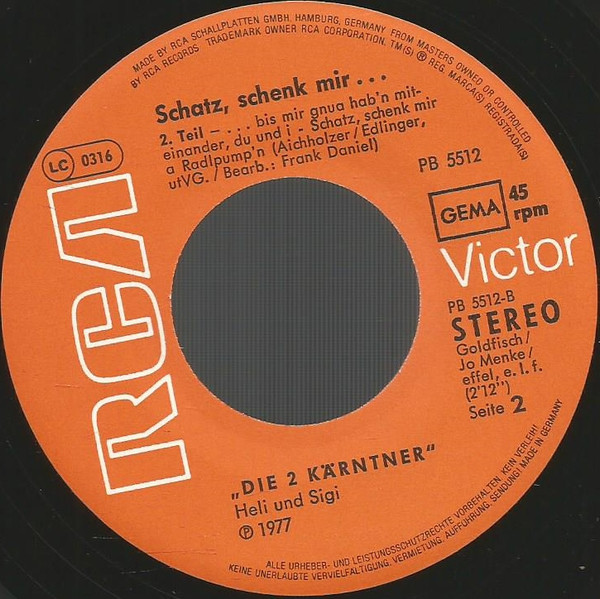 MADE BY RCA SCHALLPLATTEN GMBH, HAMBURG, GERMANY FROM MASTERS OWNED OR CONTROLLED
BY RCA RECORDS TRADEMARK OWNER RCA CORPORATION, TM(S) ® REG. MARCA(S) REGISTRADA(S)
Schatz, schenk mir...
2. Teil – ... bis mir gnua hab'n mit-
einander, du und i - Schatz, schenk mir
a Radlpump'n (Aichholzer/Edlinger,
utVG. / Bearb.: Frank Daniel)
LC 0316
PB 5512
GEMA
45
rpm
RCA
Victor
PB 5512-B
STEREO
Goldfisch/
Jo Menke/
effel, e. l. f.
(2'12")
Seite 2
„DIE 2 KÄRNTNER"
Heli und Sigi
℗ 1977
ALLE URHEBER- UND LEISTUNGSSCHUTZRECHTE VORBEHALTEN. KEIN VERLEIH!
KEINE UNERLAUBTE VERVIELFÄLTIGUNG, VERMIETUNG, AUFFÜHRUNG, SENDUNG! MADE IN GERMANY